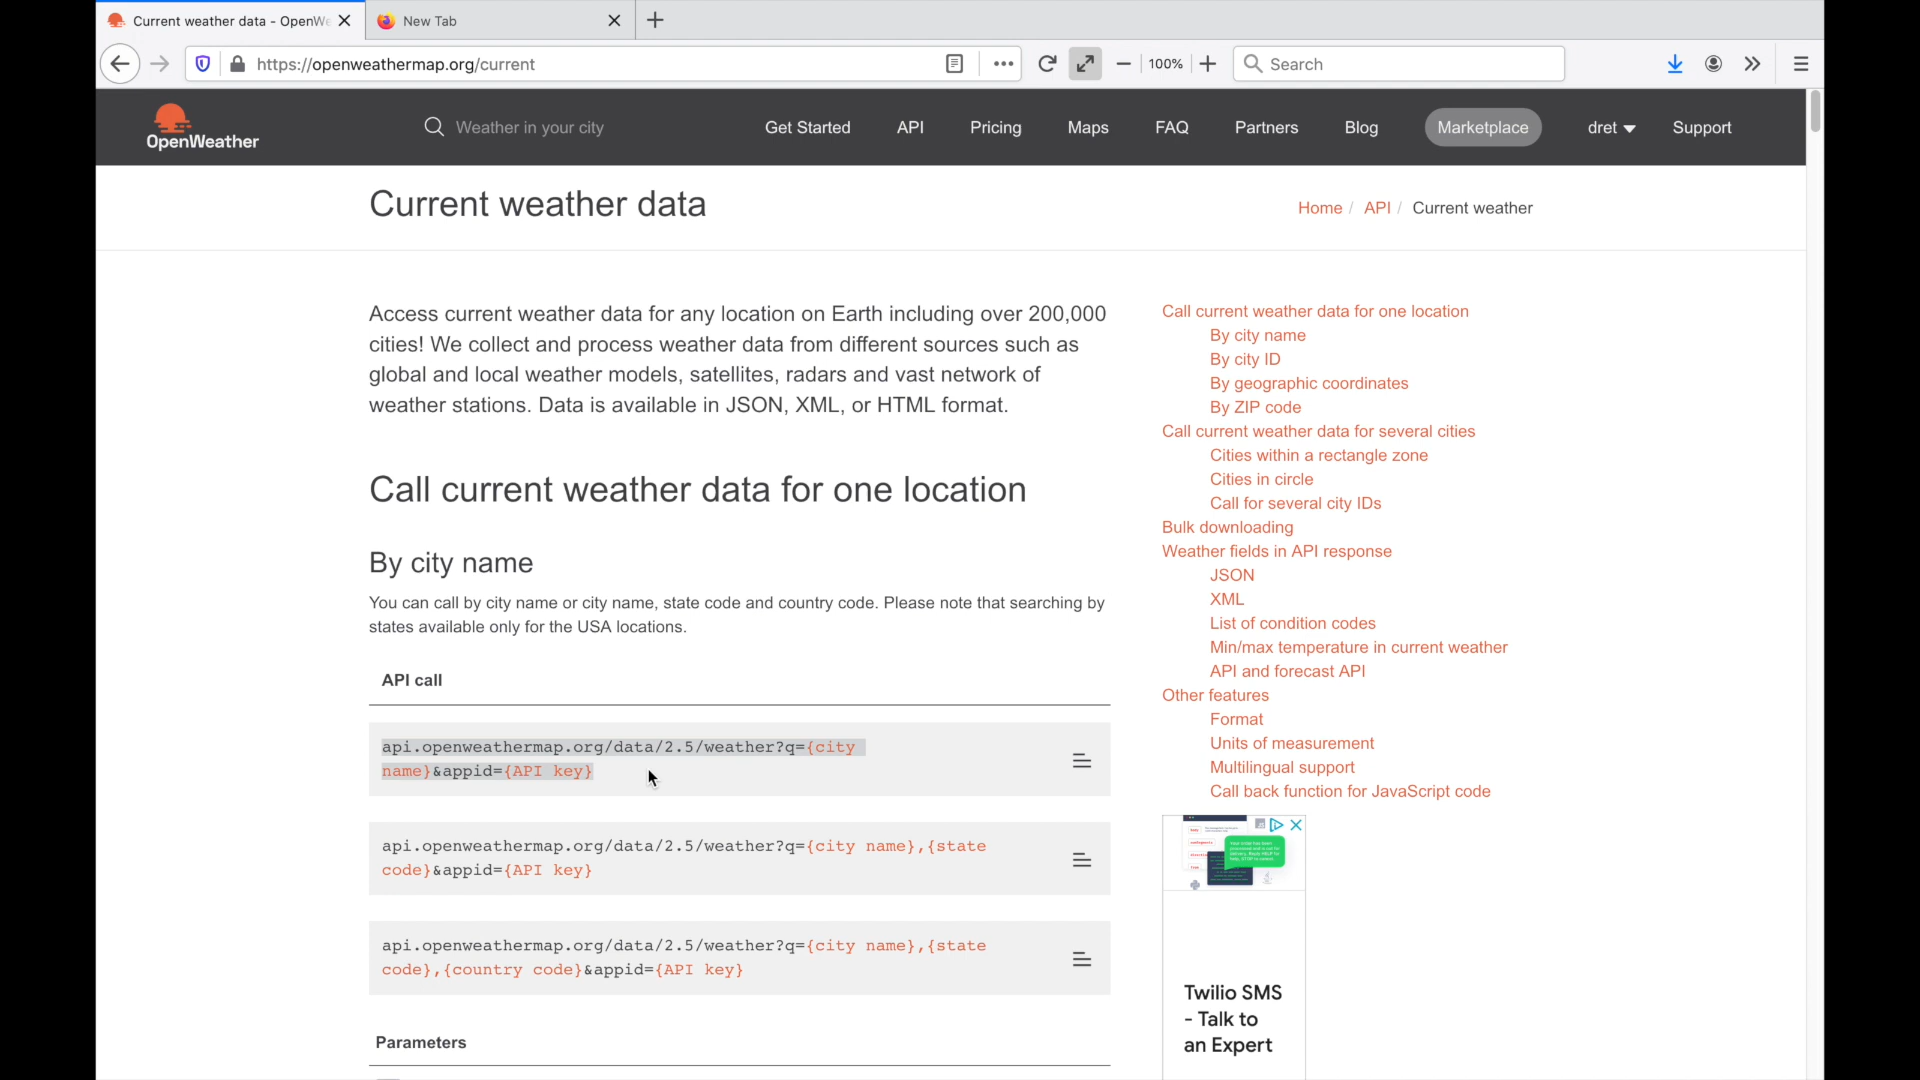 Current weather data - OpenWe
New Tab
https://openweathermap.org/current
100%
Search
OpenWeather
Weather in your city
Get Started
API
Pricing
Maps
FAQ
Partners
Blog
Marketplace
dret
Support
Current weather data
Home / API / Current weather
Access current weather data for any location on Earth including over 200,000
cities! We collect and process weather data from different sources such as
global and local weather models, satellites, radars and vast network of
weather stations. Data is available in JSON, XML, or HTML format.
Call current weather data for one location
By city name
You can call by city name or city name, state code and country code. Please note that searching by
states available only for the USA locations.
API call
api.openweathermap.org/data/2.5/weather?q={city
name}&appid={API key}
api.openweathermap.org/data/2.5/weather?q={city name},{state
code}&appid={API key}
api.openweathermap.org/data/2.5/weather?q={city name},{state
code},{country code}&appid={API key}
Parameters
Call current weather data for one location
By city name
By city ID
By geographic coordinates
By ZIP code
Call current weather data for several cities
Cities within a rectangle zone
Cities in circle
Call for several city IDs
Bulk downloading
Weather fields in API response
JSON
XML
List of condition codes
Min/max temperature in current weather
API and forecast API
Other features
Format
Units of measurement
Multilingual support
Call back function for JavaScript code
Twilio SMS
- Talk to
an Expert